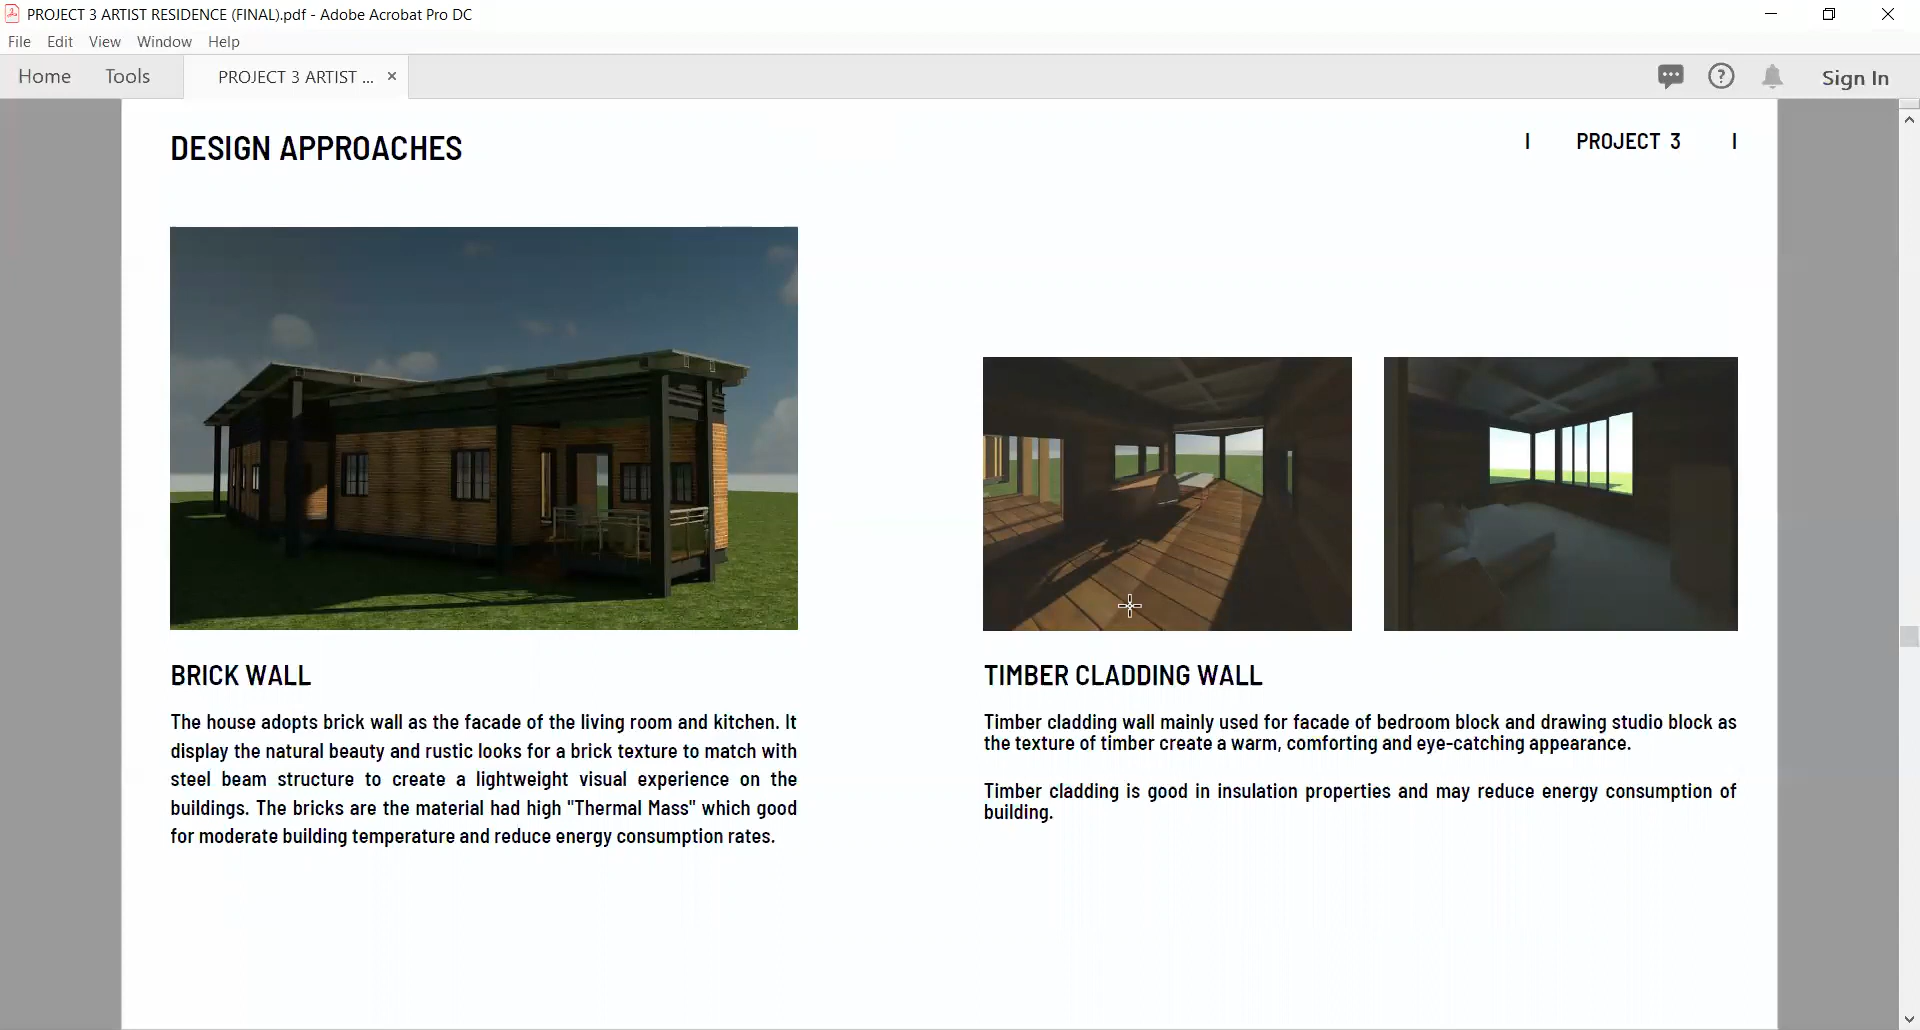 PROJECT 3 ARTIST RESIDENCE (FINAL).pdf - Adobe Acrobat Pro DC
File Edit View Window Help
Home Tools PROJECT 3 ARTIST ... × Sign In
DESIGN APPROACHES
| PROJECT 3 |
BRICK WALL
The house adopts brick wall as the facade of the living room and kitchen. It
display the natural beauty and rustic looks for a brick texture to match with
steel beam structure to create a lightweight visual experience on the
buildings. The bricks are the material had high "Thermal Mass" which good
for moderate building temperature and reduce energy consumption rates.
TIMBER CLADDING WALL
Timber cladding wall mainly used for facade of bedroom block and drawing studio block as
the texture of timber create a warm, comforting and eye-catching appearance.
Timber cladding is good in insulation properties and may reduce energy consumption of
building.